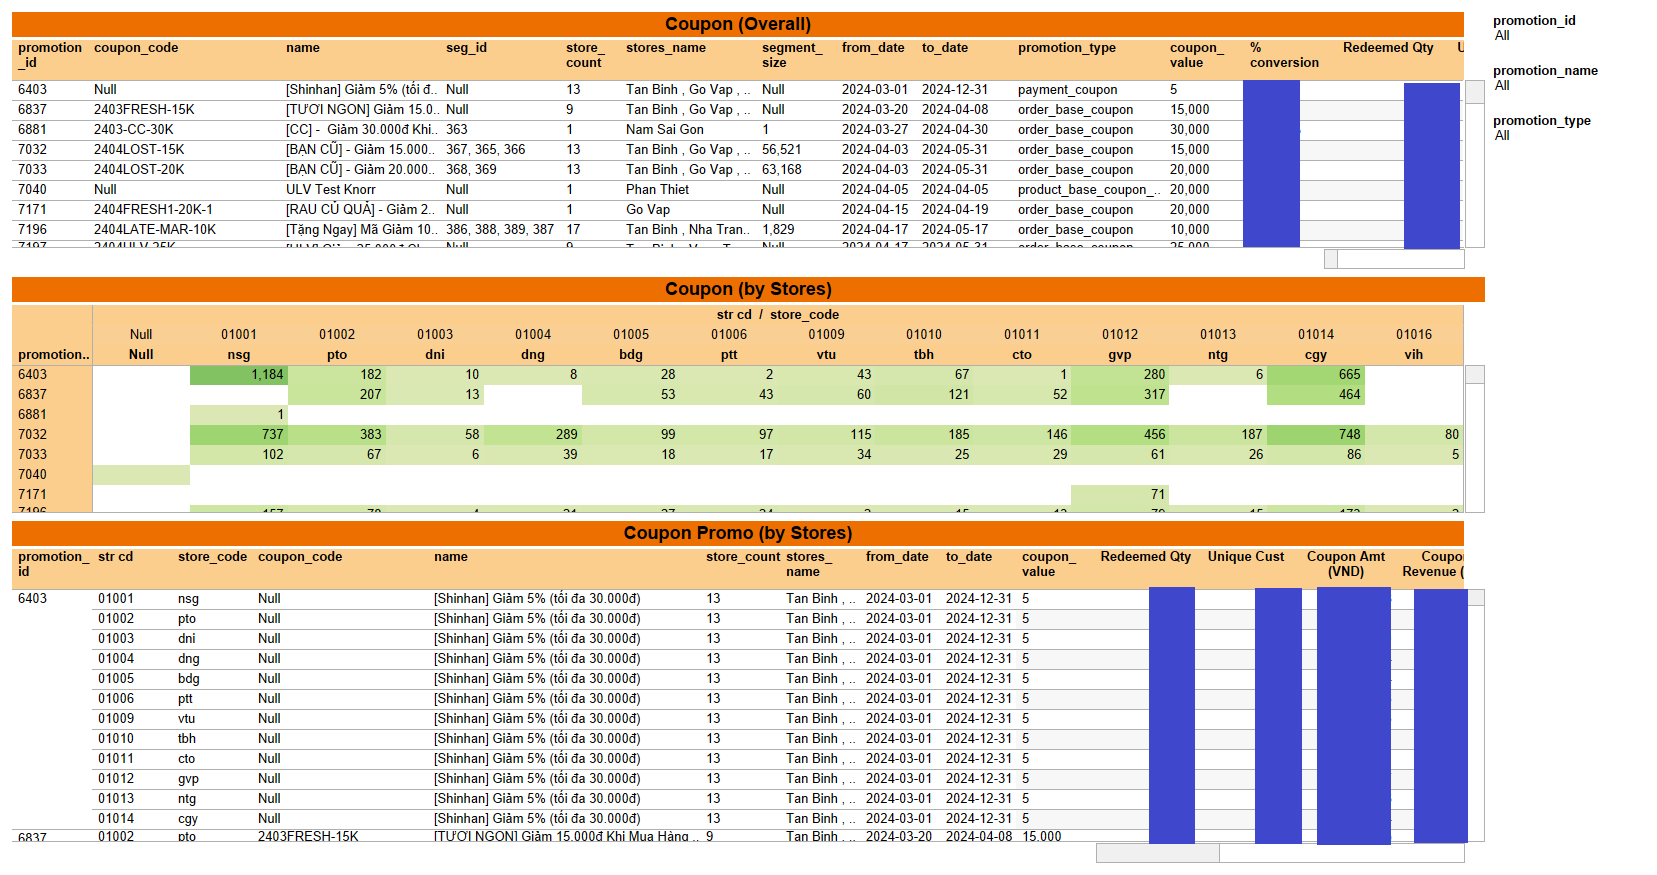 Coupon (Overall)
promotion_id coupon_code name seg_id store_count stores_name segment_size from_date to_date promotion_type coupon_value % conversion Redeemed Qty U
6403 Null [Shinhan] Giảm 5% (tối đ.. Null 13 Tan Binh , Go Vap , .. Null 2024-03-01 2024-12-31 payment_coupon 5
6837 2403FRESH-15K [TƯƠI NGON] Giảm 15.0.. Null 9 Tan Binh , Go Vap , .. Null 2024-03-20 2024-04-08 order_base_coupon 15,000
6881 2403-CC-30K [CC] - Giảm 30.000đ Khi.. 363 1 Nam Sai Gon 1 2024-03-27 2024-04-30 order_base_coupon 30,000
7032 2404LOST-15K [BẠN CŨ] - Giảm 15.000.. 367, 365, 366 13 Tan Binh , Go Vap , .. 56,521 2024-04-03 2024-05-31 order_base_coupon 15,000
7033 2404LOST-20K [BẠN CŨ] - Giảm 20.000.. 368, 369 13 Tan Binh , Go Vap , .. 63,168 2024-04-03 2024-05-31 order_base_coupon 20,000
7040 Null ULV Test Knorr Null 1 Phan Thiet Null 2024-04-05 2024-04-05 product_base_coupon_.. 20,000
7171 2404FRESH1-20K-1 [RAU CỦ QUẢ] - Giảm 2.. Null 1 Go Vap Null 2024-04-15 2024-04-19 order_base_coupon 20,000
7196 2404LATE-MAR-10K [Tặng Ngay] Mã Giảm 10.. 386, 388, 389, 387 17 Tan Binh , Nha Tran.. 1,829 2024-04-17 2024-05-17 order_base_coupon 10,000
7197 2404ULV-25K Null 9 Null 2024-04-17 2024-05-31 order_base_coupon 25,000
promotion_id
All
promotion_name
All
promotion_type
All
Coupon (by Stores)
str cd / store_code
Null 01001 01002 01003 01004 01005 01006 01009 01010 01011 01012 01013 01014 01016
promotion.. Null nsg pto dni dng bdg ptt vtu tbh cto gvp ntg cgy vih
6403 1,184 182 10 8 28 2 43 67 1 280 6 665
6837 207 13 53 43 60 121 52 317 464
6881 1
7032 737 383 58 289 99 97 115 185 146 456 187 748 80
7033 102 67 6 39 18 17 34 25 29 61 26 86 5
7040
7171 71
7196
Coupon Promo (by Stores)
promotion_id str cd store_code coupon_code name store_count stores_name from_date to_date coupon_value Redeemed Qty Unique Cust Coupon Amt (VND) Coupo Revenue (
6403 01001 nsg Null [Shinhan] Giảm 5% (tối đa 30.000đ) 13 Tan Binh , .. 2024-03-01 2024-12-31 5
01002 pto Null [Shinhan] Giảm 5% (tối đa 30.000đ) 13 Tan Binh , .. 2024-03-01 2024-12-31 5
01003 dni Null [Shinhan] Giảm 5% (tối đa 30.000đ) 13 Tan Binh , .. 2024-03-01 2024-12-31 5
01004 dng Null [Shinhan] Giảm 5% (tối đa 30.000đ) 13 Tan Binh , .. 2024-03-01 2024-12-31 5
01005 bdg Null [Shinhan] Giảm 5% (tối đa 30.000đ) 13 Tan Binh , .. 2024-03-01 2024-12-31 5
01006 ptt Null [Shinhan] Giảm 5% (tối đa 30.000đ) 13 Tan Binh , .. 2024-03-01 2024-12-31 5
01009 vtu Null [Shinhan] Giảm 5% (tối đa 30.000đ) 13 Tan Binh , .. 2024-03-01 2024-12-31 5
01010 tbh Null [Shinhan] Giảm 5% (tối đa 30.000đ) 13 Tan Binh , .. 2024-03-01 2024-12-31 5
01011 cto Null [Shinhan] Giảm 5% (tối đa 30.000đ) 13 Tan Binh , .. 2024-03-01 2024-12-31 5
01012 gvp Null [Shinhan] Giảm 5% (tối đa 30.000đ) 13 Tan Binh , .. 2024-03-01 2024-12-31 5
01013 ntg Null [Shinhan] Giảm 5% (tối đa 30.000đ) 13 Tan Binh , .. 2024-03-01 2024-12-31 5
01014 cgy Null [Shinhan] Giảm 5% (tối đa 30.000đ) 13 Tan Binh , .. 2024-03-01 2024-12-31 5
6837 01002 pto 2403FRESH-15K [TƯƠI NGON] Giảm 15.000đ Khi Mua Hàng .. 9 Tan Binh , .. 2024-03-20 2024-04-08 15,000